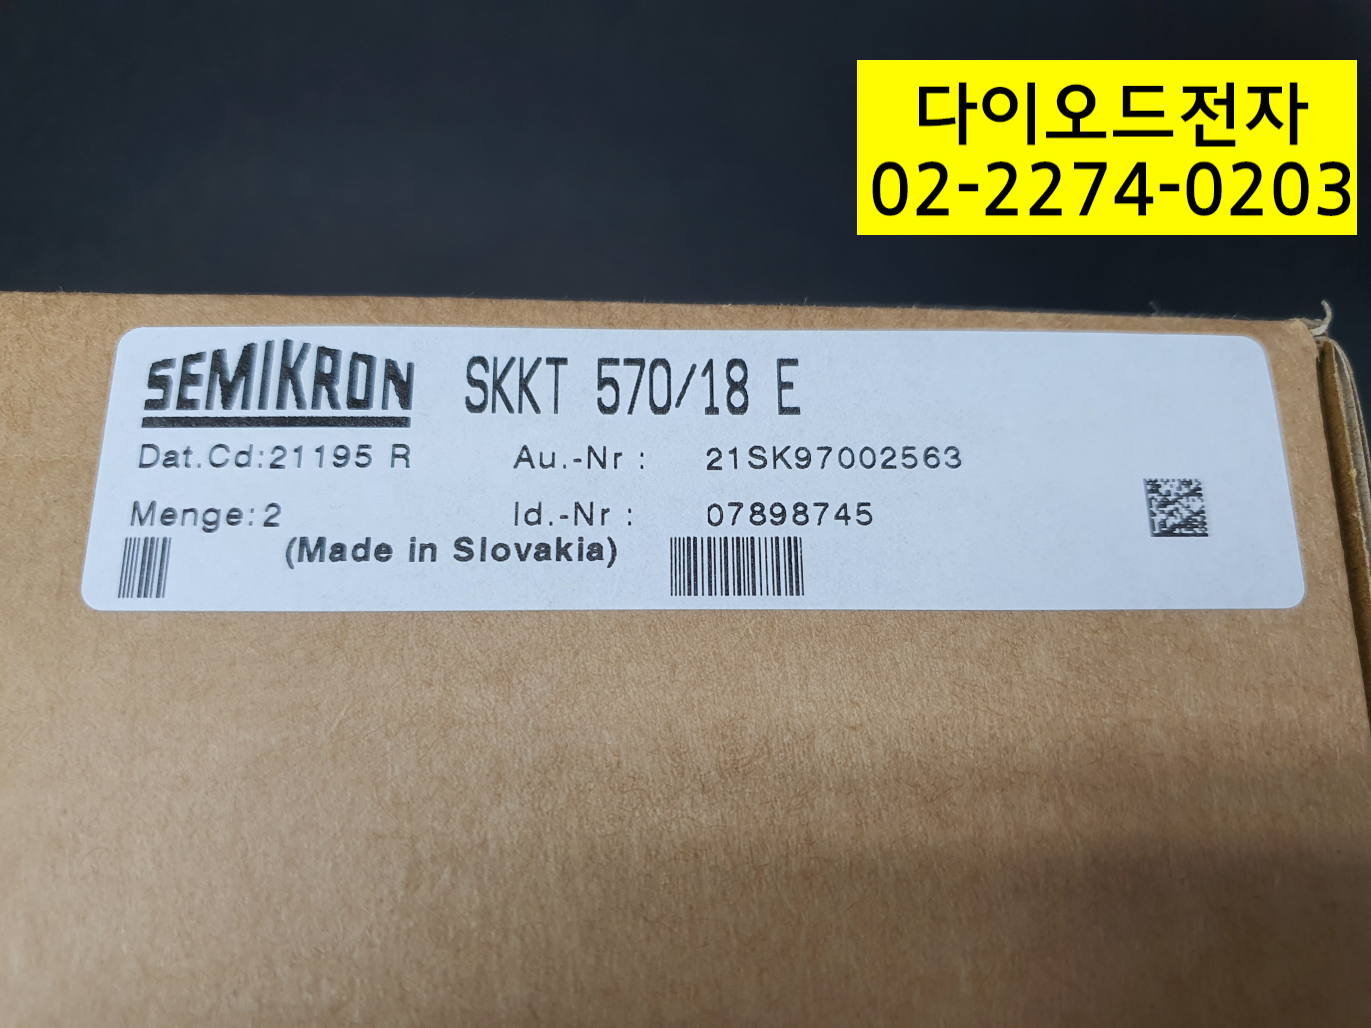 다이오드전자
02-2274-0203
SEMIKRON SKKT 570/18 E
Dat.Cd:21195 R Au.-Nr : 21SK97002563
Menge:2 Id.-Nr : 07898745
(Made in Slovakia)